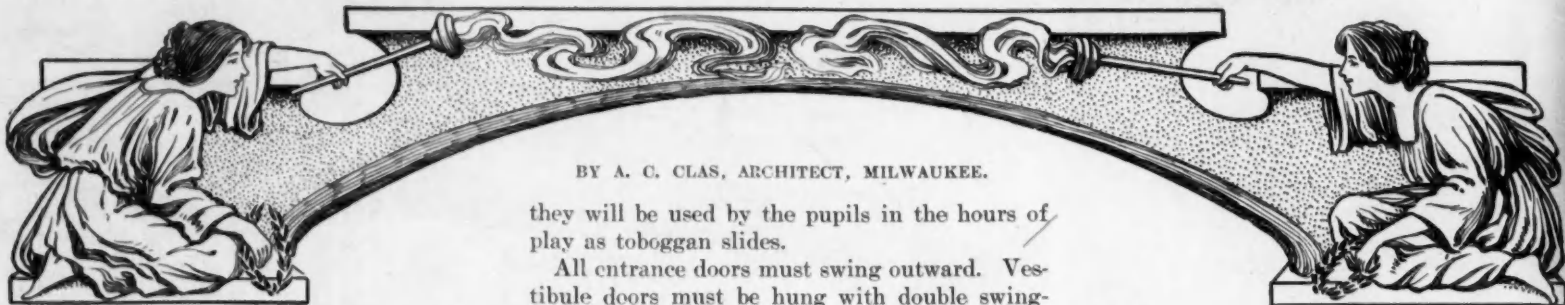 BY A. C. CLAS, ARCHITECT, MILWAUKEE.
they will be used by the pupils in the hours of
play as toboggan slides.
All entrance doors must swing outward. Ves-
tibule doors must be hung with double swing-